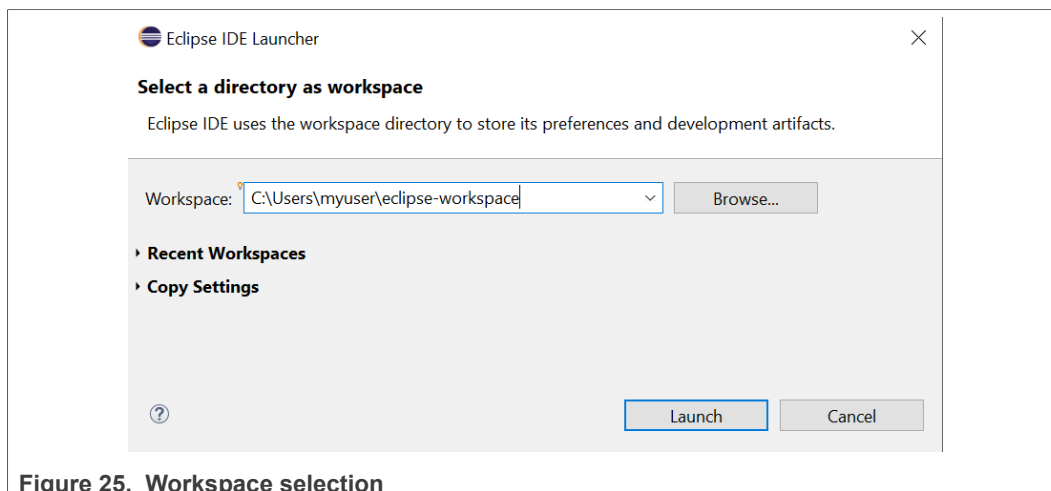 Eclipse IDE Launcher
Select a directory as workspace
Eclipse IDE uses the workspace directory to store its preferences and development artifacts.
Workspace: C:\Users\myuser\eclipse-workspace Browse...
Recent Workspaces
Copy Settings
? Launch Cancel
Figure 25. Workspace selection